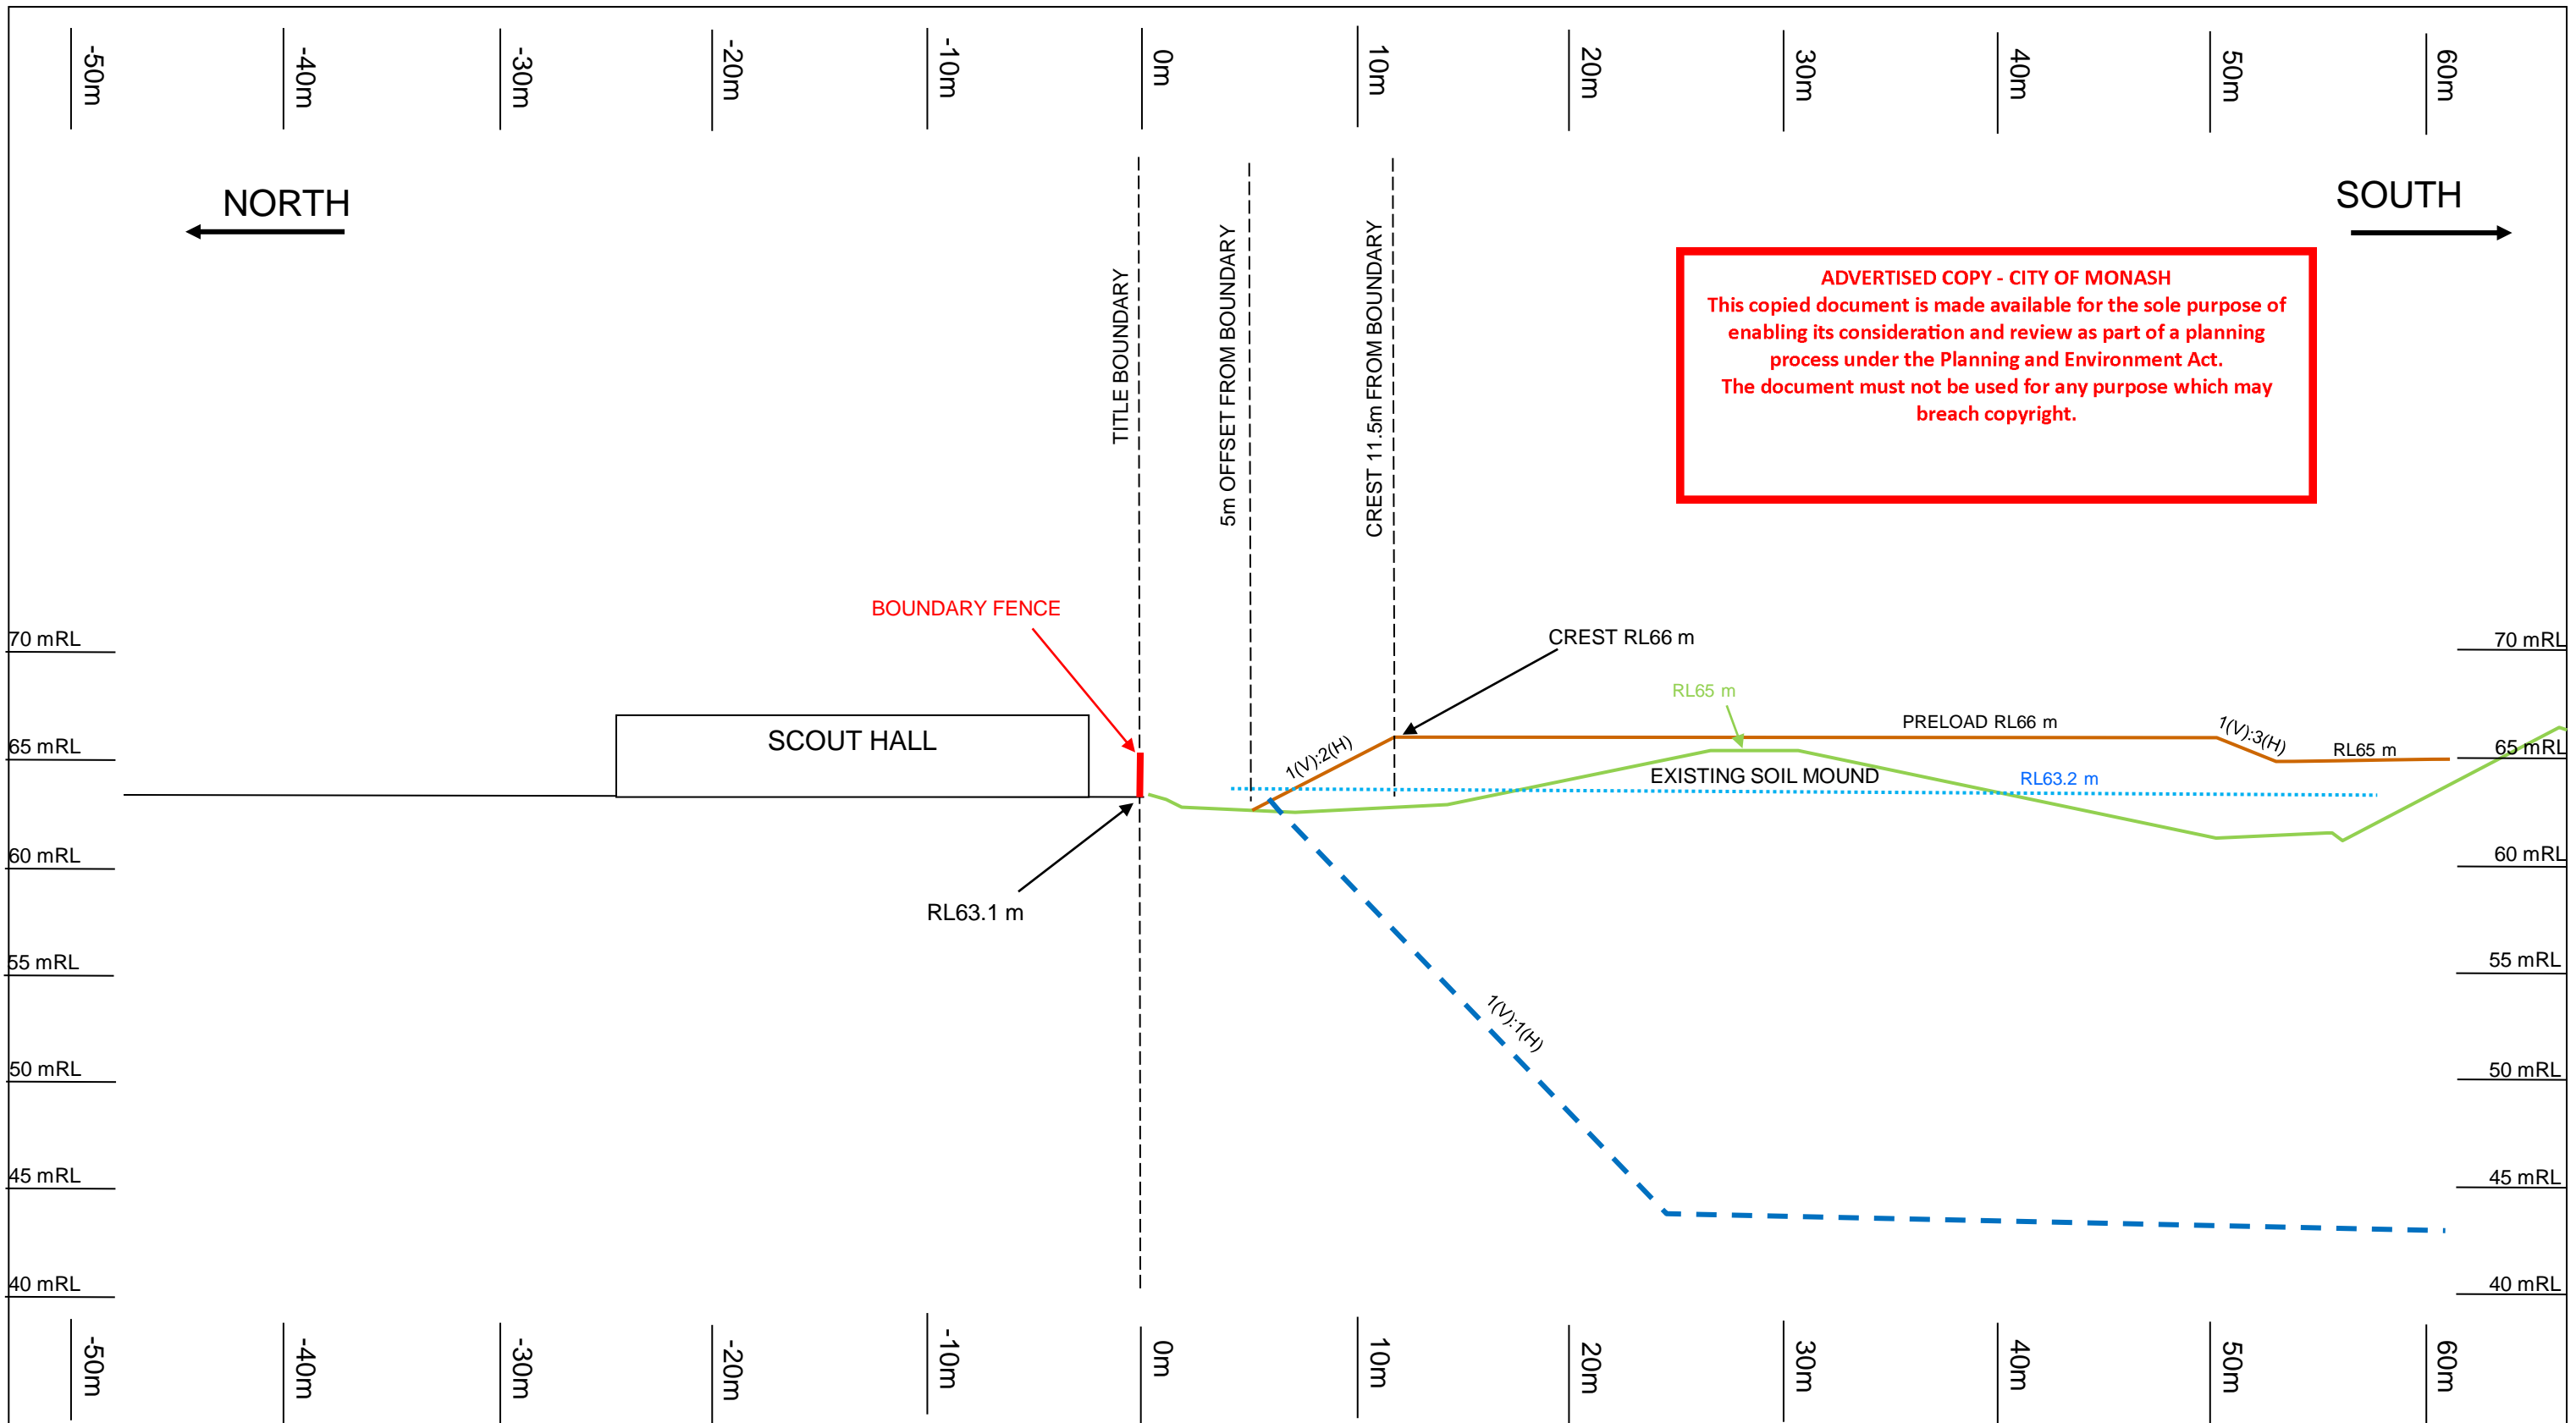 -50m
-40m
-30m
-20m
-10m
0m
10m
20m
30m
40m
50m
60m
NORTH
SOUTH
TITLE BOUNDARY
5m OFFSET FROM BOUNDARY
CREST 11.5m FROM BOUNDARY
ADVERTISED COPY - CITY OF MONASH
This copied document is made available for the sole purpose of
enabling its consideration and review as part of a planning
process under the Planning and Environment Act.
The document must not be used for any purpose which may
breach copyright.
BOUNDARY FENCE
70 mRL
CREST RL66 m
70 mRL
RL65 m
SCOUT HALL
PRELOAD RL66 m
1(V):3(H)
65 mRL
1(V):2(H)
RL65 m
65 mRL
EXISTING SOIL MOUND
RL63.2 m
60 mRL
60 mRL
RL63.1 m
55 mRL
55 mRL
1(V):1(H)
50 mRL
50 mRL
45 mRL
45 mRL
40 mRL
40 mRL
-50m
-40m
-30m
-20m
-10m
0m
10m
20m
30m
40m
50m
60m